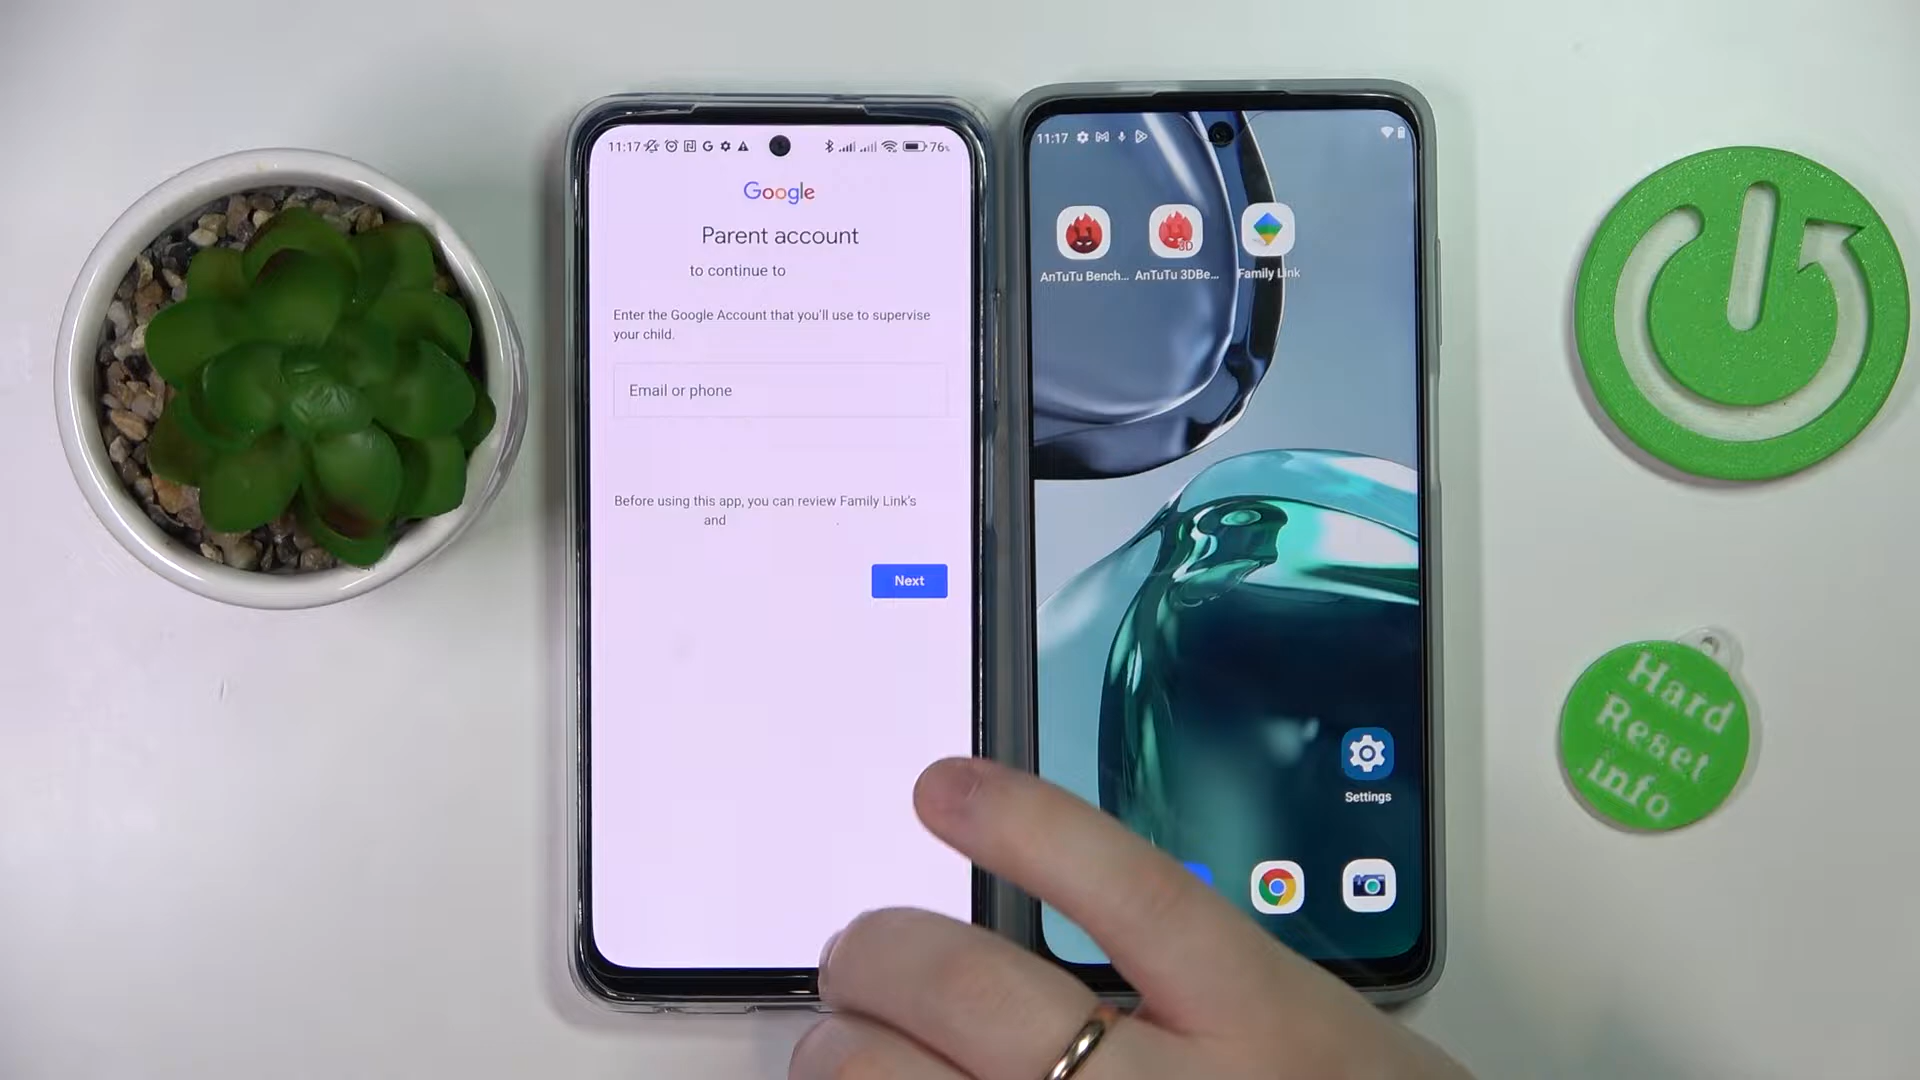 11:17
76%
Google
Parent account
to continue to
Enter the Google Account that you'll use to supervise
your child.
Email or phone
Before using this app, you can review Family Link's
and .
Next
11:17
AnTuTu Bench...
AnTuTu 3DBe...
Family Link
3D
Settings
Hard
Reset
info